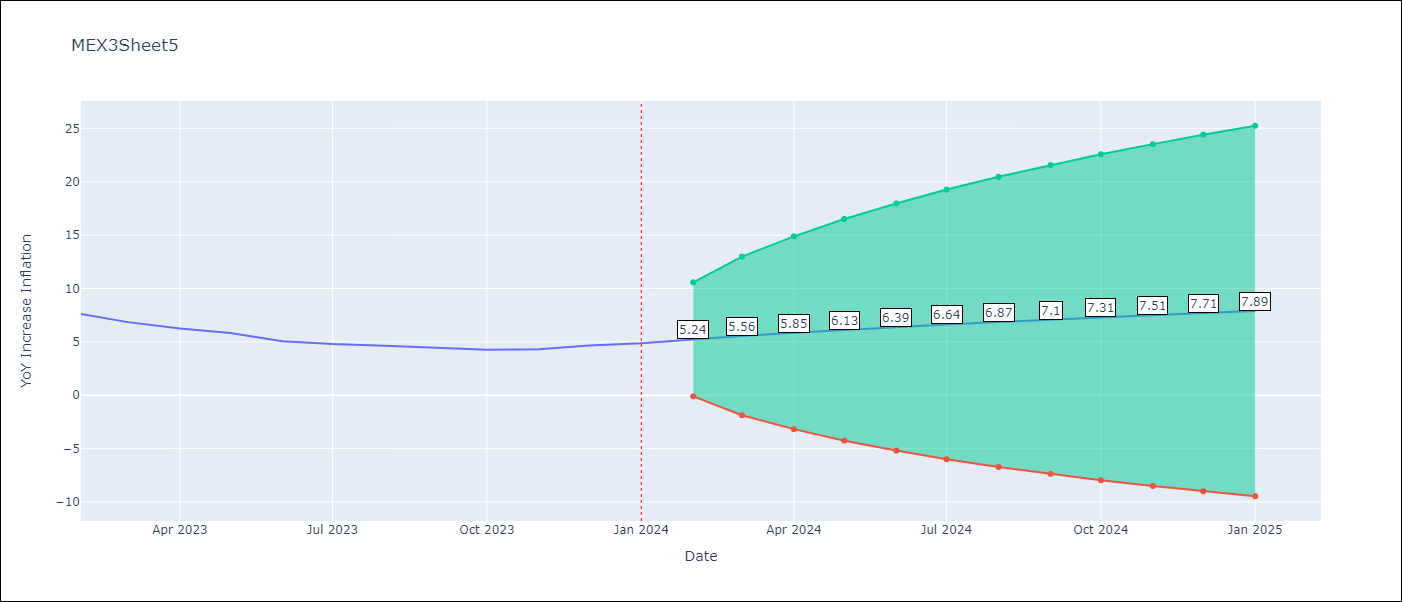 MEX3Sheet5
YoY Increase Inflation
25
20
15
10
5
0
−5
−10
5.24
5.56
5.85
6.13
6.39
6.64
6.87
7.1
7.31
7.51
7.71
7.89
Apr 2023
Jul 2023
Oct 2023
Jan 2024
Apr 2024
Jul 2024
Oct 2024
Jan 2025
Date